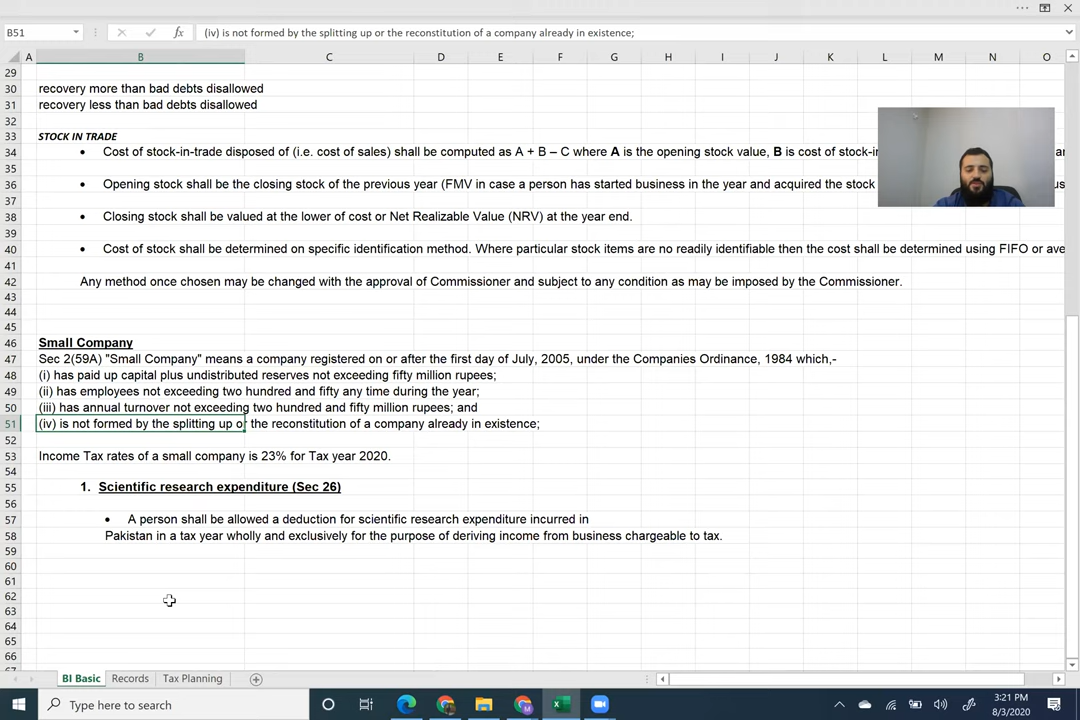 B51
fx
(iv) is not formed by the splitting up or the reconstitution of a company already in existence;
A B C D E F G H I J K L M N O
29
30 recovery more than bad debts disallowed
31 recovery less than bad debts disallowed
32
33 STOCK IN TRADE
34 • Cost of stock-in-trade disposed of (i.e. cost of sales) shall be computed as A + B – C where A is the opening stock value, B is cost of stock-in
35
36 • Opening stock shall be the closing stock of the previous year (FMV in case a person has started business in the year and acquired the stock
37
38 • Closing stock shall be valued at the lower of cost or Net Realizable Value (NRV) at the year end.
39
40 • Cost of stock shall be determined on specific identification method. Where particular stock items are no readily identifiable then the cost shall be determined using FIFO or ave
41
42 Any method once chosen may be changed with the approval of Commissioner and subject to any condition as may be imposed by the Commissioner.
43
44
45
46 Small Company
47 Sec 2(59A) "Small Company" means a company registered on or after the first day of July, 2005, under the Companies Ordinance, 1984 which,-
48 (i) has paid up capital plus undistributed reserves not exceeding fifty million rupees;
49 (ii) has employees not exceeding two hundred and fifty any time during the year;
50 (iii) has annual turnover not exceeding two hundred and fifty million rupees; and
51 (iv) is not formed by the splitting up or the reconstitution of a company already in existence;
52
53 Income Tax rates of a small company is 23% for Tax year 2020.
54
55 1. Scientific research expenditure (Sec 26)
56
57 • A person shall be allowed a deduction for scientific research expenditure incurred in
58 Pakistan in a tax year wholly and exclusively for the purpose of deriving income from business chargeable to tax.
59
60
61
62
63
64
65
66
BI Basic Records Tax Planning
Type here to search
3:21 PM
8/3/2020